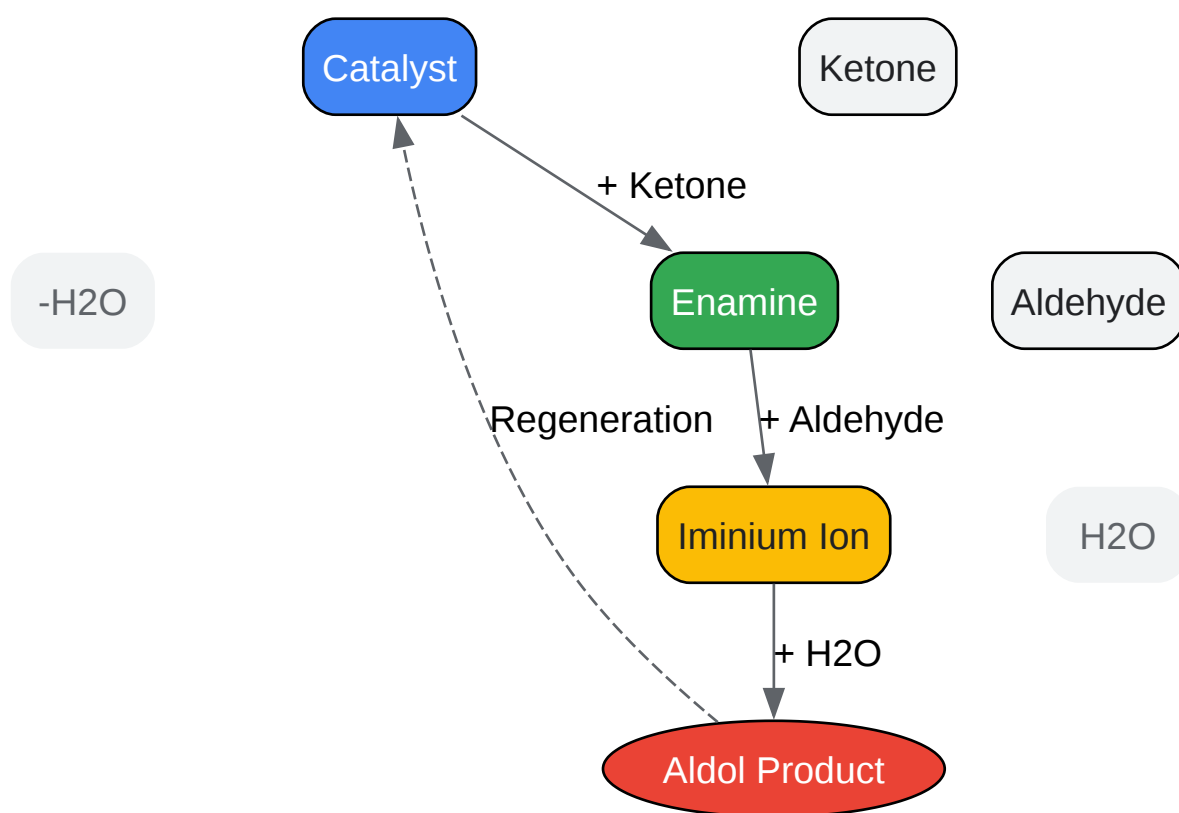 Catalyst
Ketone
+ Ketone
-H2O
Enamine
Aldehyde
Regeneration
+ Aldehyde
Iminium Ion
H2O
+ H2O
Aldol Product